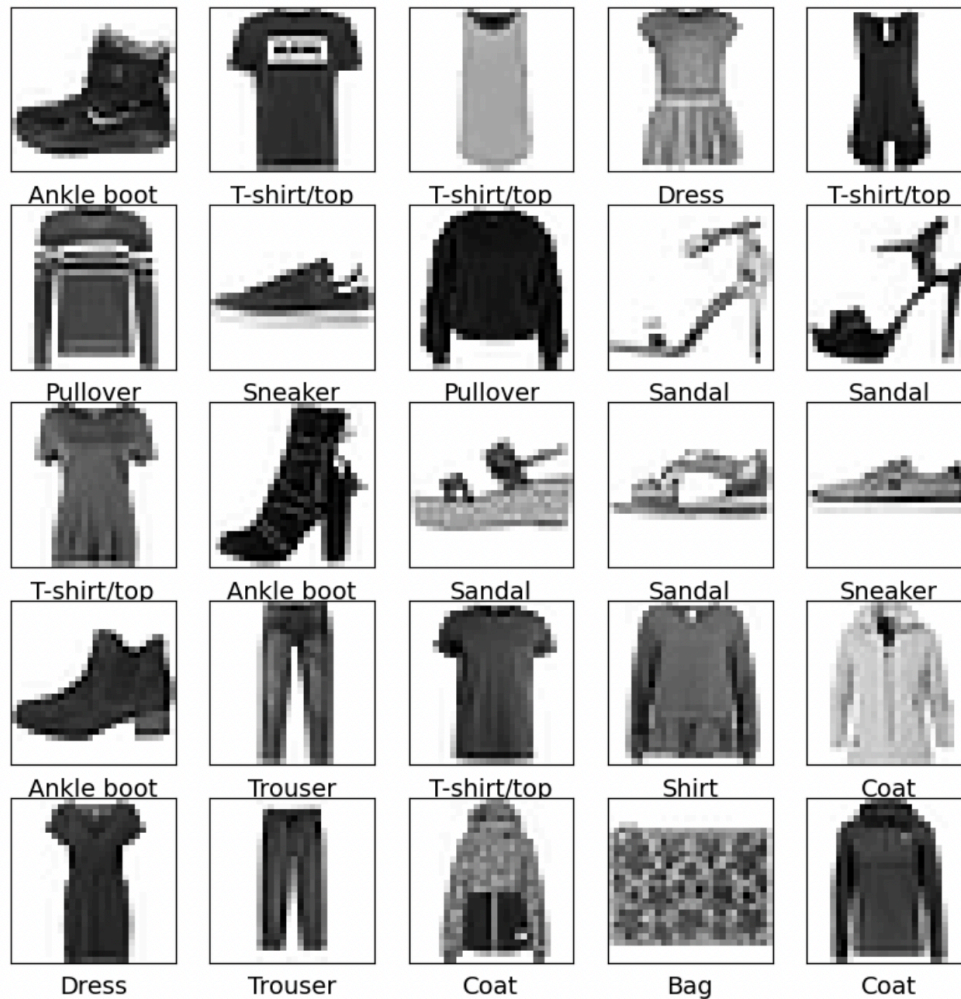 Ankle boot T-shirt/top T-shirt/top Dress T-shirt/top
Pullover Sneaker Pullover Sandal Sandal
T-shirt/top Ankle boot Sandal Sandal Sneaker
Ankle boot Trouser T-shirt/top Shirt Coat
Dress Trouser Coat Bag Coat